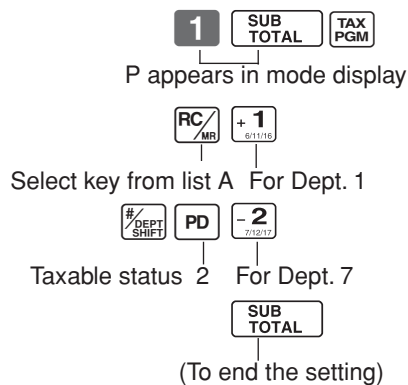 1 SUB TOTAL TAX PGM
P appears in mode display
RC/MR + 1 6/11/16
Select key from list A For Dept. 1
#/DEPT SHIFT PD - 2 7/12/17
Taxable status 2 For Dept. 7
SUB TOTAL
(To end the setting)